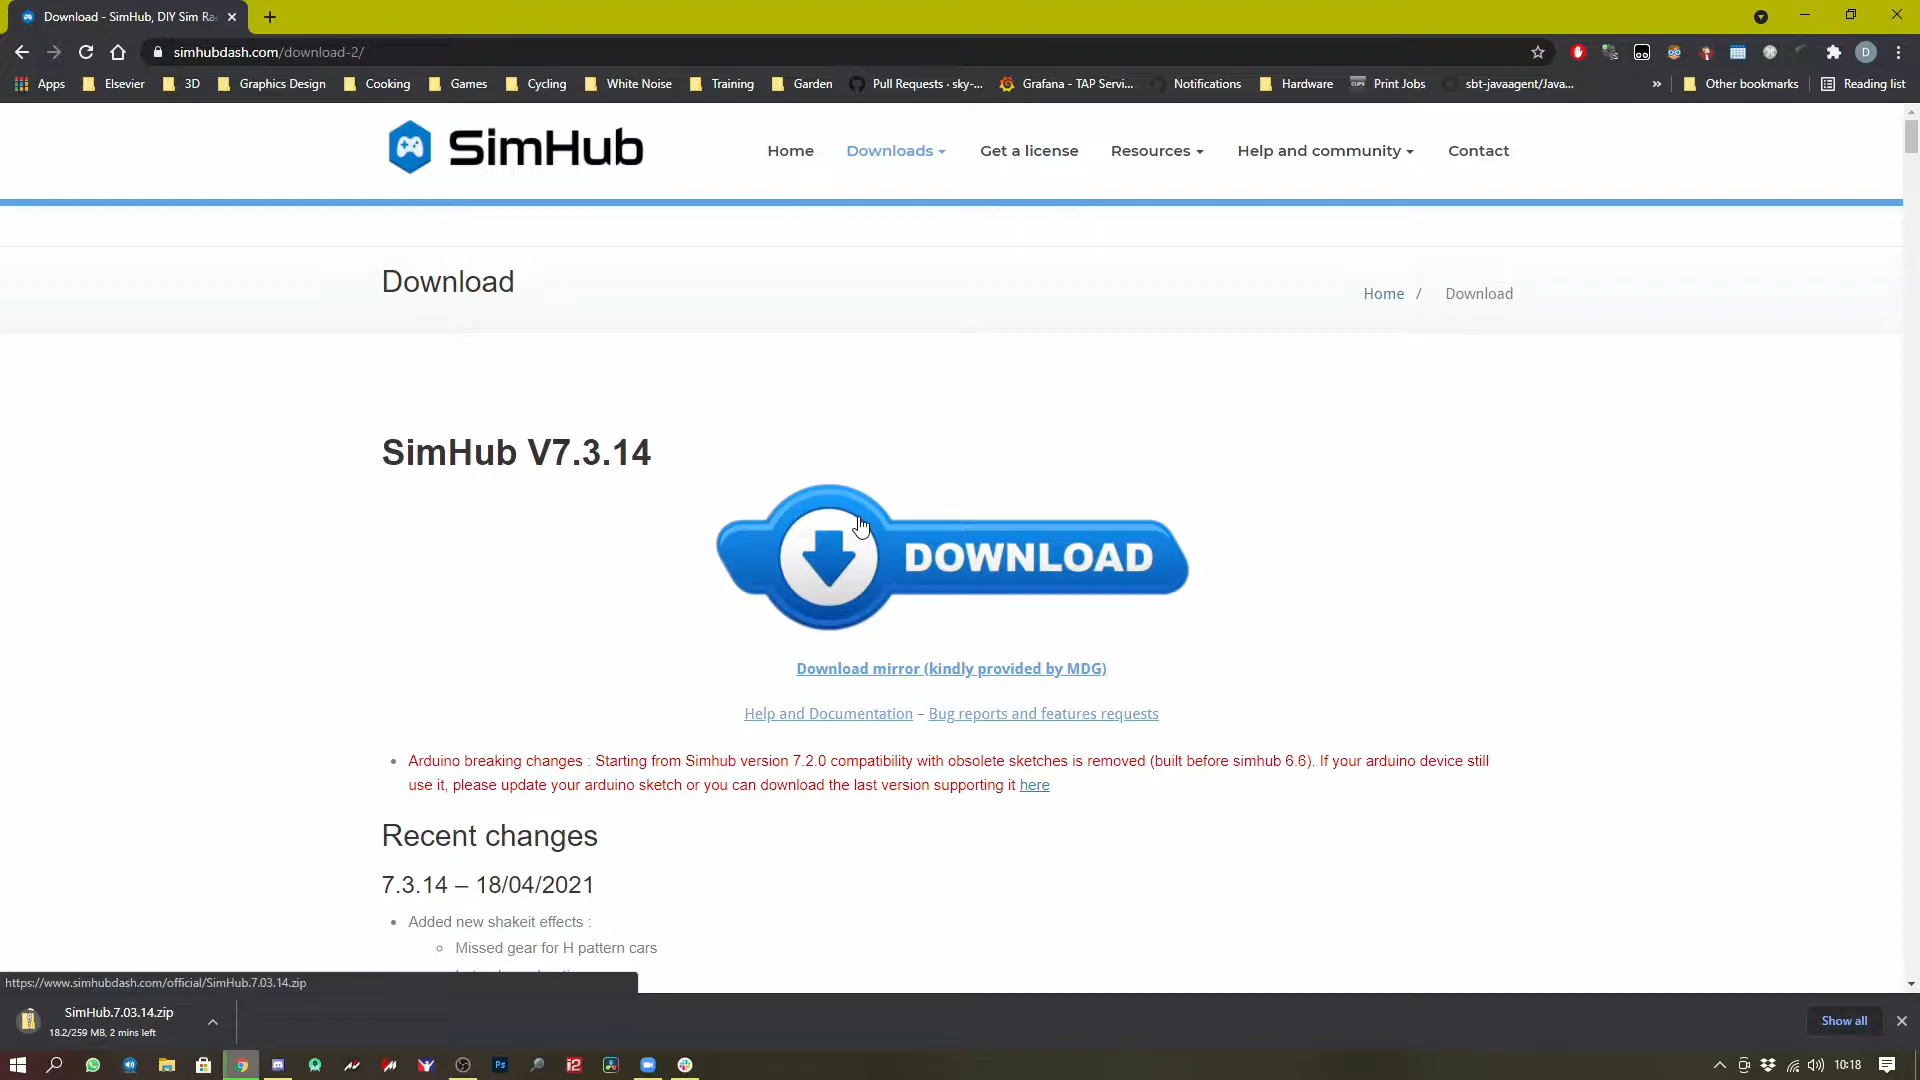 Download - SimHub, DIY Sim Ra
simhubdash.com/download-2/
D
Apps
Elsevier
3D
Graphics Design
Cooking
Games
Cycling
White Noise
Training
Garden
Pull Requests · sky-...
Grafana - TAP Servi...
Notifications
Hardware
Print Jobs
sbt-javaagent/Java...
»
Other bookmarks
Reading list
SimHub
Home
Downloads
Get a license
Resources
Help and community
Contact
Download
Home / Download
SimHub V7.3.14
DOWNLOAD
Download mirror (kindly provided by MDG)
Help and Documentation – Bug reports and features requests
Arduino breaking changes : Starting from Simhub version 7.2.0 compatibility with obsolete sketches is removed (built before simhub 6.6). If your arduino device still
use it, please update your arduino sketch or you can download the last version supporting it here
Recent changes
7.3.14 – 18/04/2021
Added new shakeit effects :
Missed gear for H pattern cars
https://www.simhubdash.com/official/SimHub.7.03.14.zip
SimHub.7.03.14.zip
18.2/259 MB, 2 mins left
Show all
Ps
i2
10:18